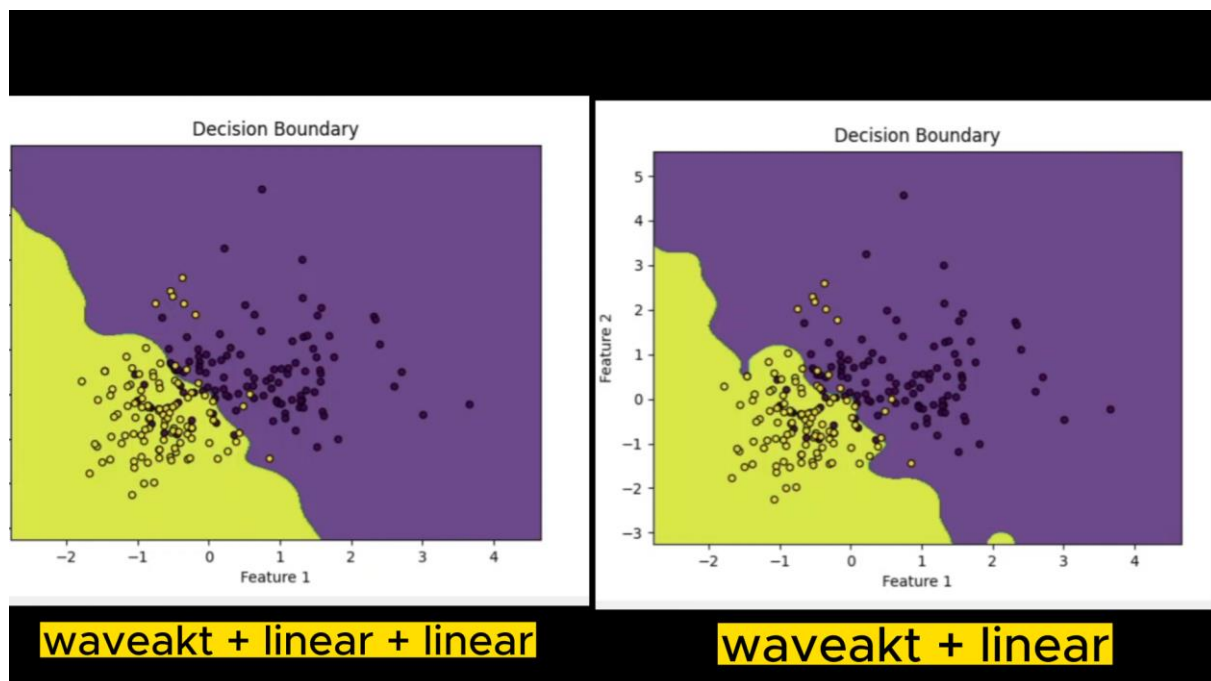 Decision Boundary
−2 −1 0 1 2 3 4
Feature 1
waveakt + linear + linear
Decision Boundary
Feature 2
5
4
3
2
1
0
−1
−2
−3
−2 −1 0 1 2 3 4
Feature 1
waveakt + linear